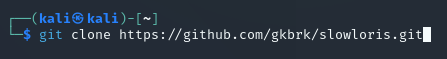 ┌──(kali㉿kali)-[~]
└─$ git clone https://github.com/gkbrk/slowloris.git